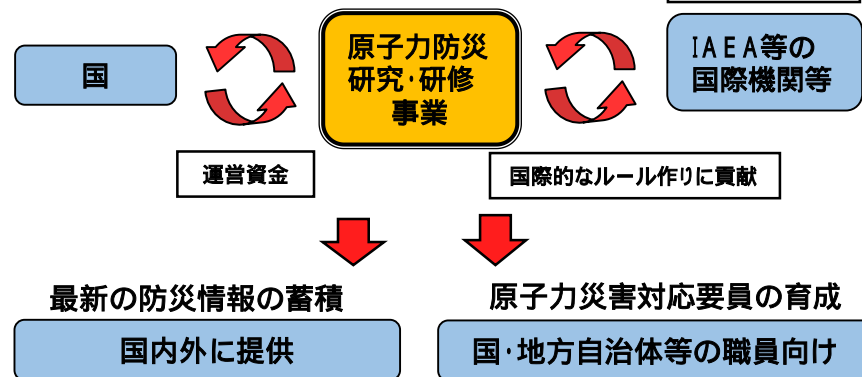 国
原子力防災
研究・研修
事業
IAEA等の
国際機関等
運営資金
国際的なルール作りに貢献
最新の防災情報の蓄積
原子力災害対応要員の育成
国内外に提供
国・地方自治体等の職員向け